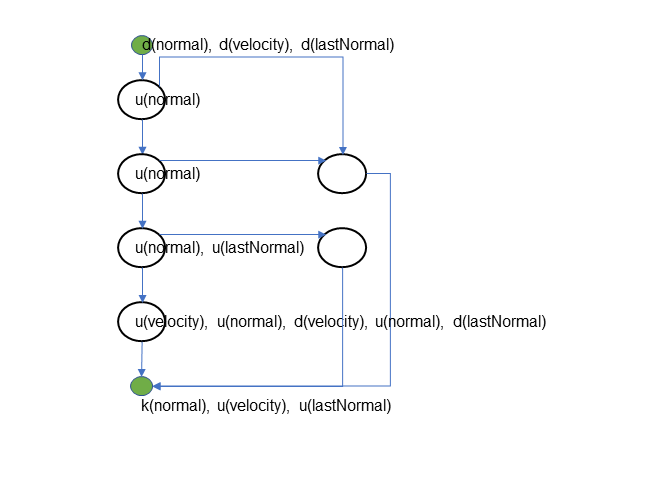 d(normal), d(velocity), d(lastNormal)
u(normal)
u(normal)
u(normal), u(lastNormal)
u(velocity), u(normal), d(velocity), u(normal), d(lastNormal)
k(normal), u(velocity), u(lastNormal)